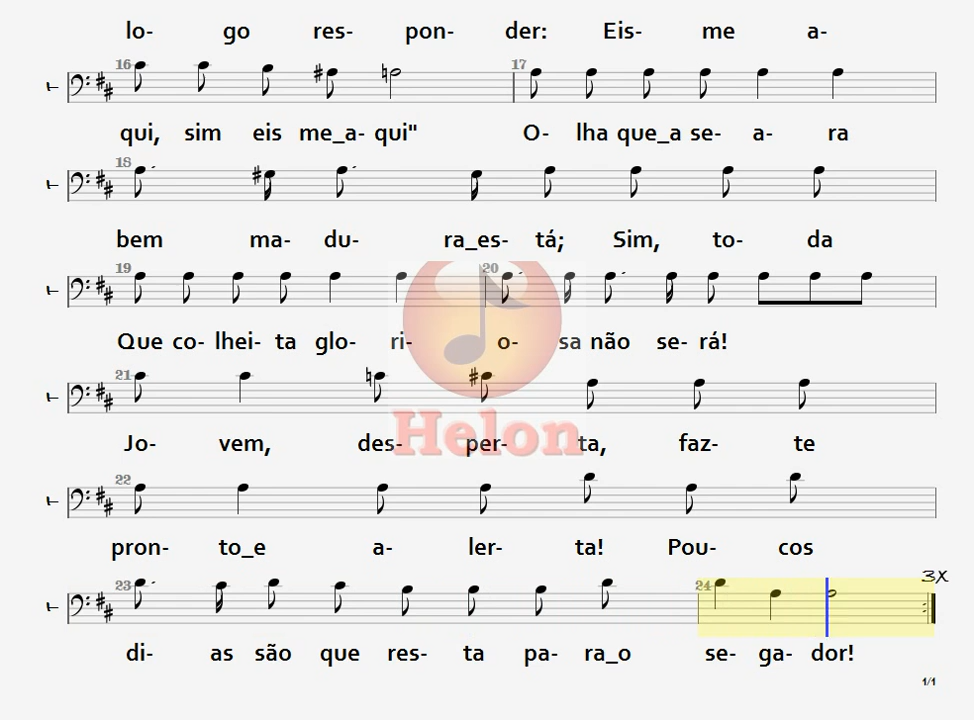 lo- go res- pon- der: Eis- me a-
16 17
qui, sim eis me_a- qui" O- lha que_a se- a- ra
18
bem ma- du- ra_es- tá; Sim, to- da
19 20
Que co- lhei- ta glo- ri- o- sa não se- rá!
21
Jo- vem, des- per- ta, faz- te
Helon
22
pron- to_e a- ler- ta! Pou- cos
3X
23 24
di- as são que res- ta pa- ra_o se- ga- dor!
1/1